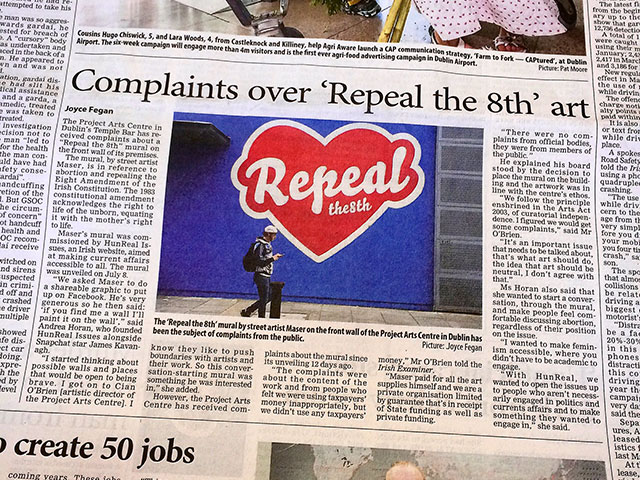 Cousins Hugo Chiswick, 5, and Lara Woods, 4, from Castleknock and Killiney, help Agri Aware launch a CAP communication strategy, 'Farm to Fork — CAPtured', at Dublin
Airport. The six-week campaign will engage more than 4m visitors and is the first ever agri-food advertising campaign in Dublin Airport.
Picture: Pat Moore
Complaints over 'Repeal the 8th' art
Joyce Fegan
The Project Arts Centre in
Dublin's Temple Bar has re-
ceived complaints about a
"Repeal the 8th" mural on
the front wall of its premises.
The mural, by street artist
Maser, is in reference to
abortion and repealing the
Eight Amendment of the
Irish Constitution. The 1983
constitutional amendment
acknowledges the right to
life of the unborn, equating
it with the mother's right
to life.
Maser's mural was com-
missioned by HunReal Is-
sues, an Irish website, aimed
at making current affairs
accessible to all. The mural
was unveiled on July 8.
"We asked Maser to do
a shareable graphic to put
up on Facebook. He's very
generous so he then said:
'if you find me a wall I'll
paint it on the wall'," said
Andrea Horan, who founded
HunReal Issues alongside
Snapchat star James Kavan-
agh.
"I started thinking about
possible walls and places
that would be open to being
brave. I got on to Cian
O'Brien [artistic director of
the Project Arts Centre]. I
Repeal
the8th
The 'Repeal the 8th' mural by street artist Maser on the front wall of the Project Arts Centre in Dublin has
been the subject of complaints from the public.
Picture: Joyce Fegan
know they like to push
boundaries with artists and
their work. So this conver-
sation-starting mural was
something he was interested
in," she added.
However, the Project Arts
Centre has received com-
plaints about the mural since
its unveiling 12 days ago.
"The complaints were
about the content of the
work and from people who
felt we were using taxpayers'
money inappropriately, but
we didn't use any taxpayers'
money," Mr O'Brien told the
Irish Examiner.
"Maser paid for all the art
supplies himself and we are a
private organisation limited
by guarantee that's in receipt
of State funding as well as
private funding.
"There were no com-
plaints from official bodies,
they were from members of
the public."
He explained his board
stood by the decision to
place the mural on the build-
ing and the artwork was in
line with the centre's ethos.
"We follow the principle
enshrined in the Arts Act
2003, of curatorial indepen-
dence. I figured we would get
some complaints," said Mr
O'Brien.
"It's an important issue
that needs to be talked about,
that's what art should do,
the idea that art should be
neutral, I don't agree with
that."
Ms Horan also said that
she wanted to start a conver-
sation, through the mural,
and make people feel com-
fortable discussing abortion,
regardless of their position
on the issue.
"I wanted to make femin-
ism accessible, where you
didn't have to be academic
to engage.
"With HunReal, we
wanted to open the issues up
to people who aren't neces-
sarily engaged in politics and
current affairs and to make
something they wanted to
engage in," she said.
o create 50 jobs